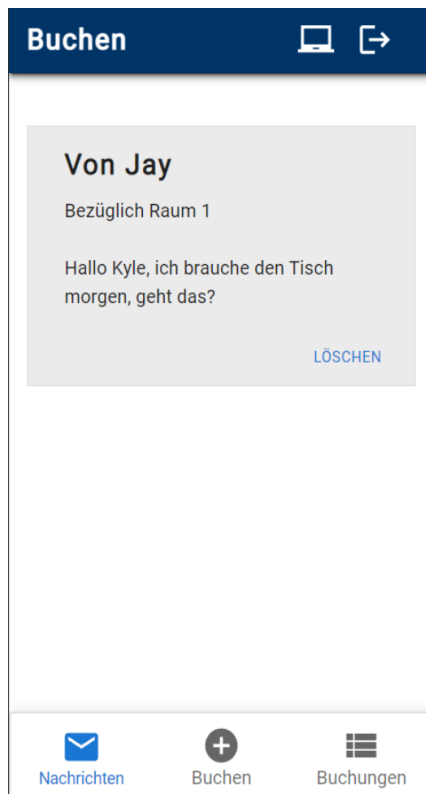 Buchen
Von Jay
Bezüglich Raum 1
Hallo Kyle, ich brauche den Tisch
morgen, geht das?
LÖSCHEN
Nachrichten
Buchen
Buchungen